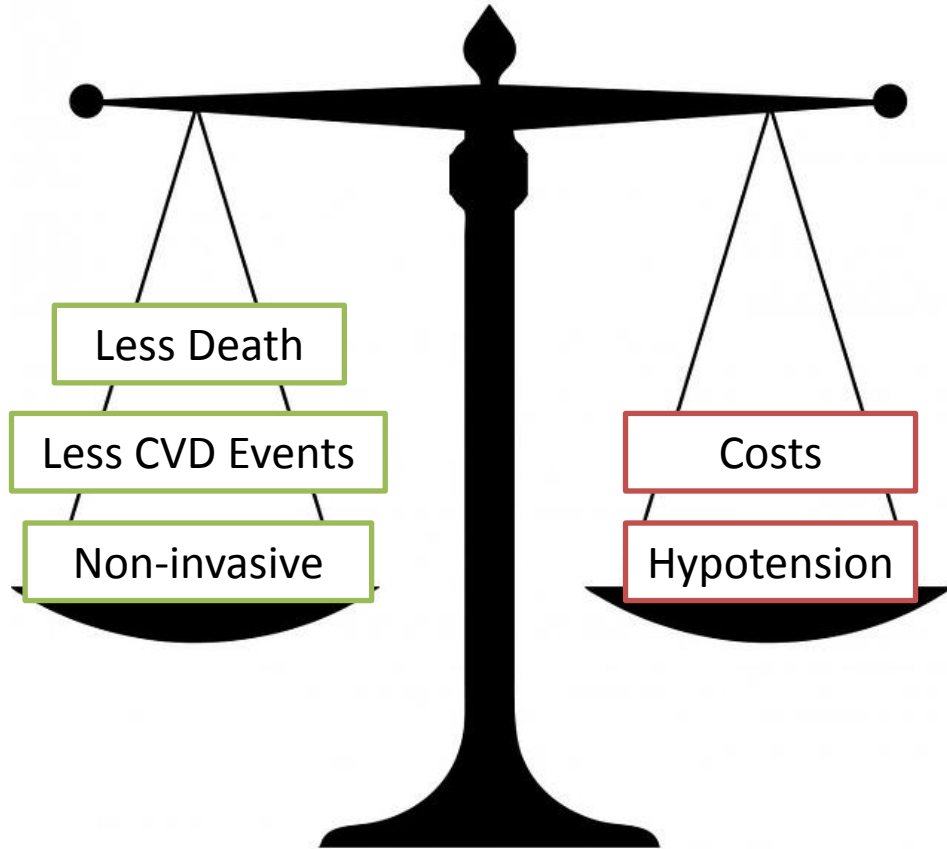 Less Death
Less CVD Events
Non-invasive
Costs
Hypotension